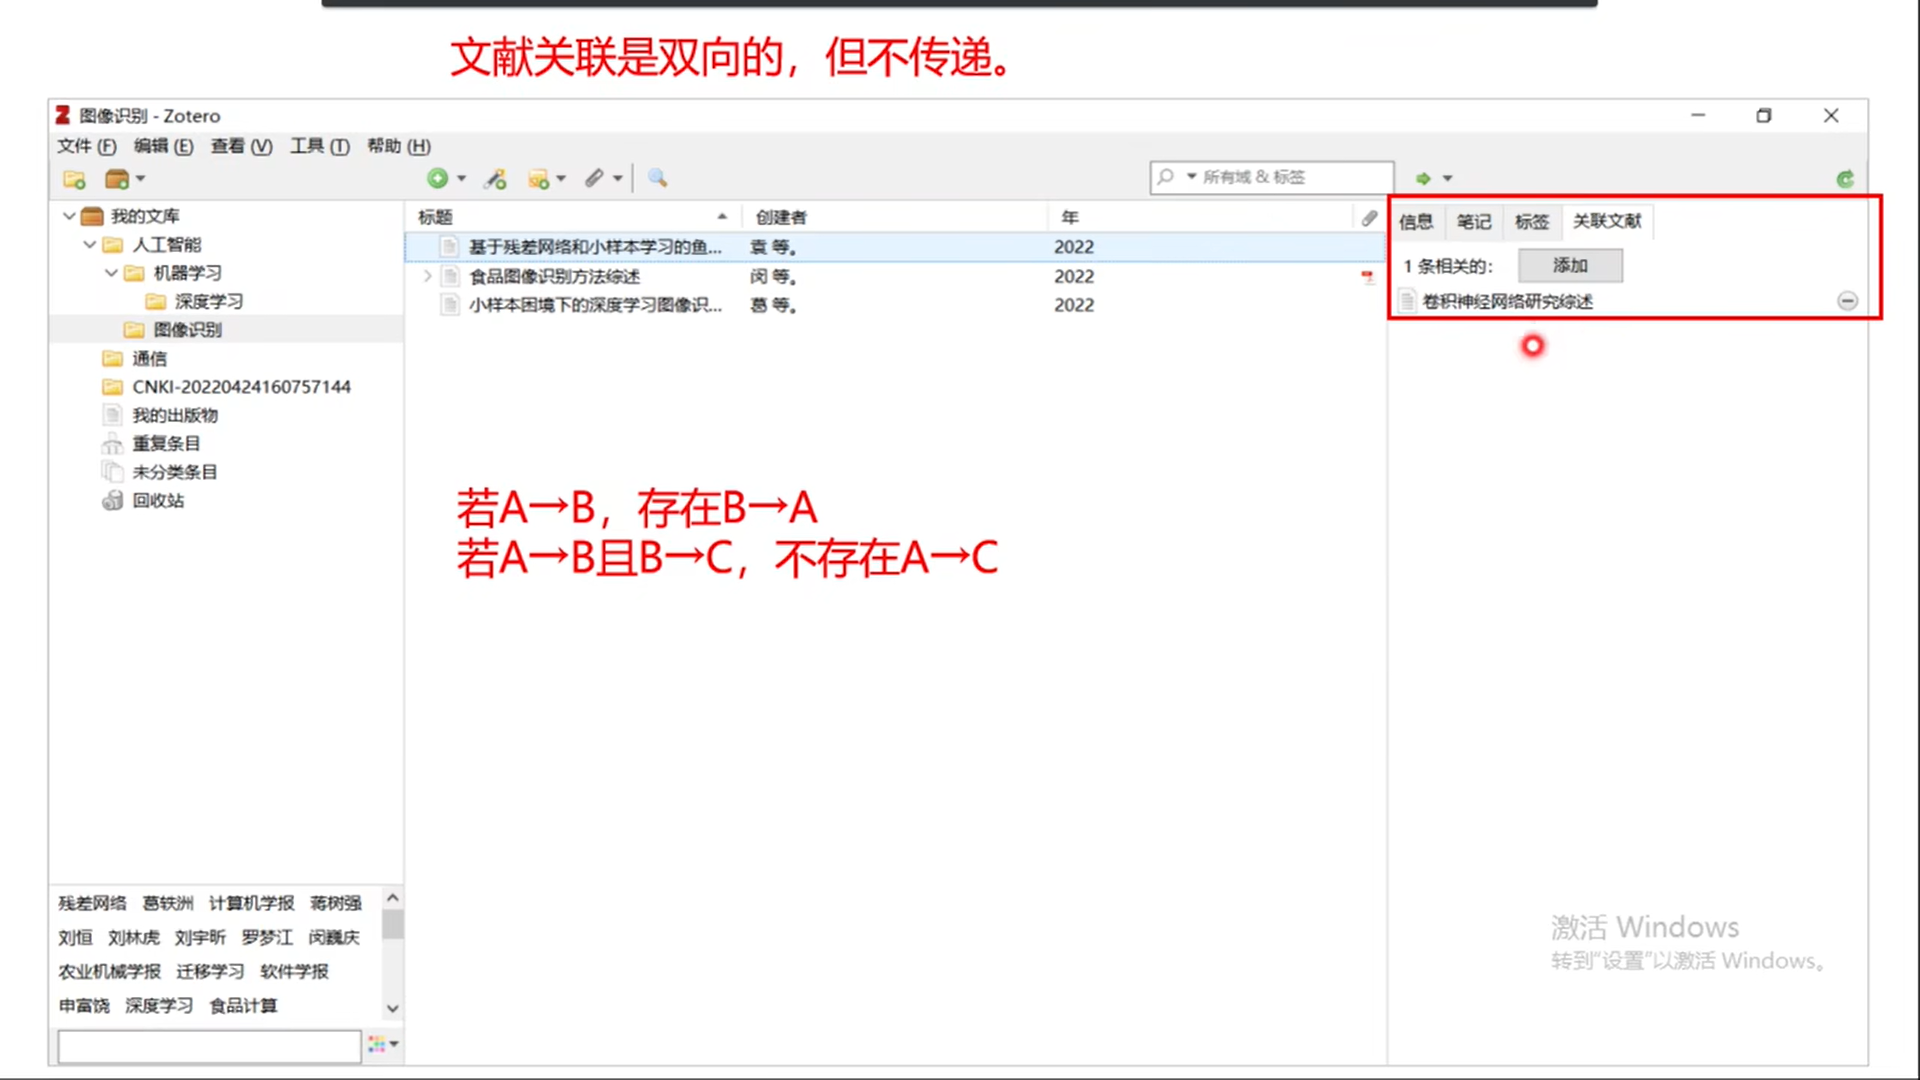 文献关联是双向的，但不传递。
图像识别 - Zotero
文件 (F) 编辑 (E) 查看 (V) 工具 (T) 帮助 (H)
所有域 & 标签
我的文库
人工智能
机器学习
深度学习
图像识别
通信
CNKI-20220424160757144
我的出版物
重复条目
未分类条目
回收站
标题 创建者 年
基于残差网络和小样本学习的鱼... 袁 等。 2022
食品图像识别方法综述 闵 等。 2022
小样本困境下的深度学习图像识... 葛 等。 2022
信息 笔记 标签 关联文献
1 条相关的: 添加
卷积神经网络研究综述
若A→B，存在B→A
若A→B且B→C，不存在A→C
残差网络 葛轶洲 计算机学报 蒋树强
刘恒 刘林虎 刘宇昕 罗梦江 闵巍庆
农业机械学报 迁移学习 软件学报
申富饶 深度学习 食品计算
激活 Windows
转到“设置”以激活 Windows。